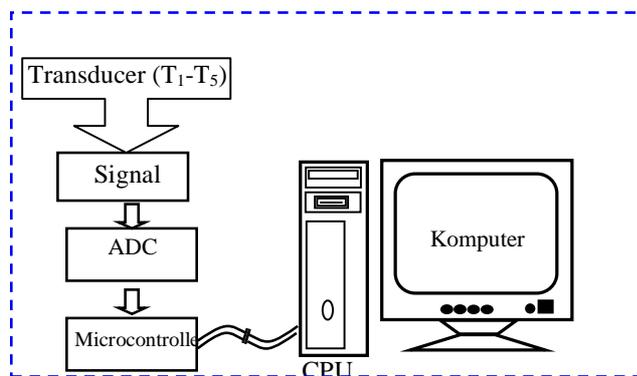 Transducer (T₁-T₅)
Signal
ADC
Microcontrolle
Komputer
CPU